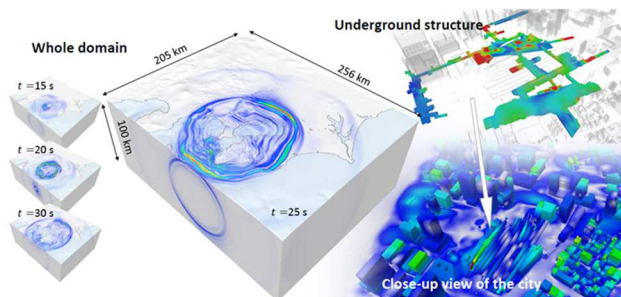 Whole domain
205 km
256 km
100 km
t =15 s
t =20 s
t =30 s
t =25 s
Underground structure
Close-up view of the city